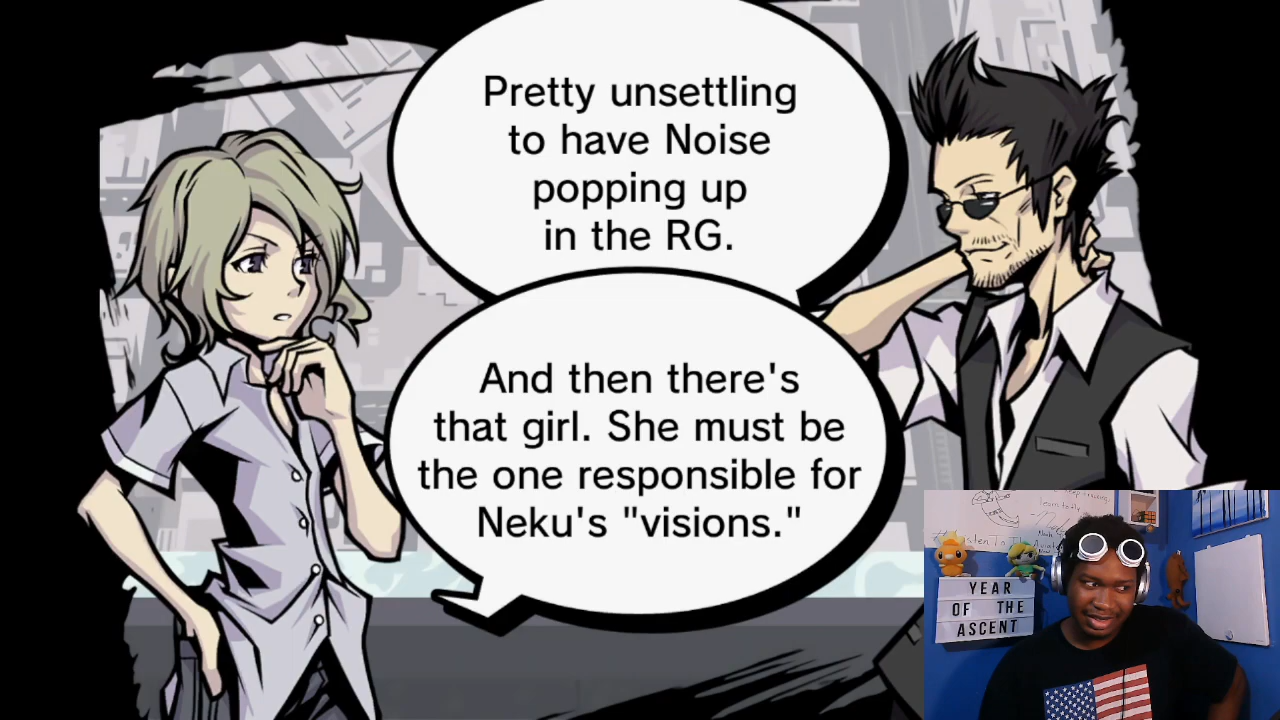 Pretty unsettling
to have Noise
popping up
in the RG.
And then there's
that girl. She must be
the one responsible for
Neku's "visions."
YEAR
OF THE
ASCENT